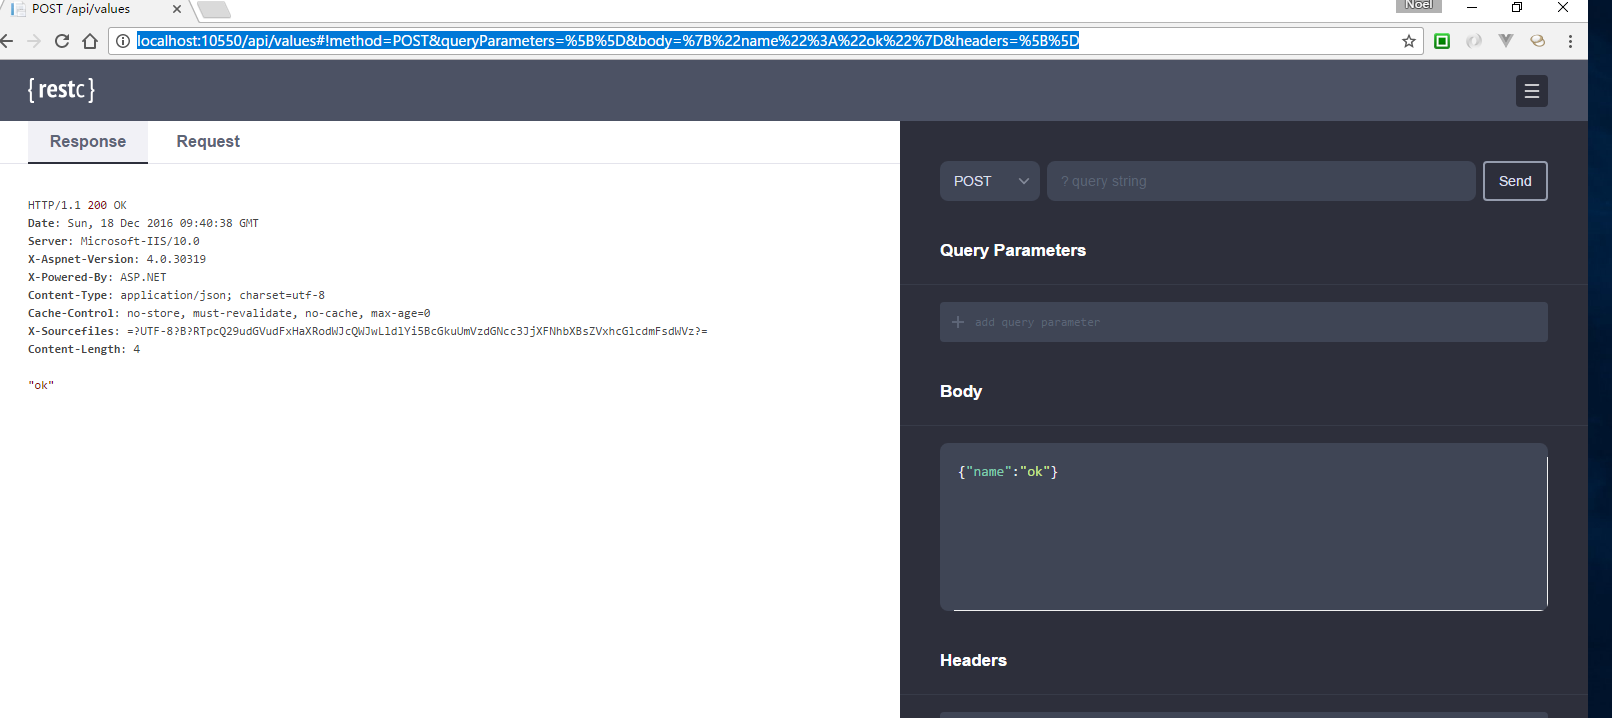 POST /api/values
Noel
localhost:10550/api/values#!method=POST&queryParameters=%5B%5D&body=%7B%22name%22%3A%22ok%22%7D&headers=%5B%5D
{restc}
Response Request
POST ? query string Send
HTTP/1.1 200 OK
Date: Sun, 18 Dec 2016 09:40:38 GMT
Server: Microsoft-IIS/10.0
X-Aspnet-Version: 4.0.30319
X-Powered-By: ASP.NET
Content-Type: application/json; charset=utf-8
Cache-Control: no-store, must-revalidate, no-cache, max-age=0
X-Sourcefiles: =?UTF-8?B?RTpcQ29udGVudFxHaXRodWJcQWJwLldlYi5BcGkuUmVzdGNcc3JjXFNhbXBsZVxhcGlcdmFsdWVz?=
Content-Length: 4
"ok"
Query Parameters
+ add query parameter
Body
{"name":"ok"}
Headers